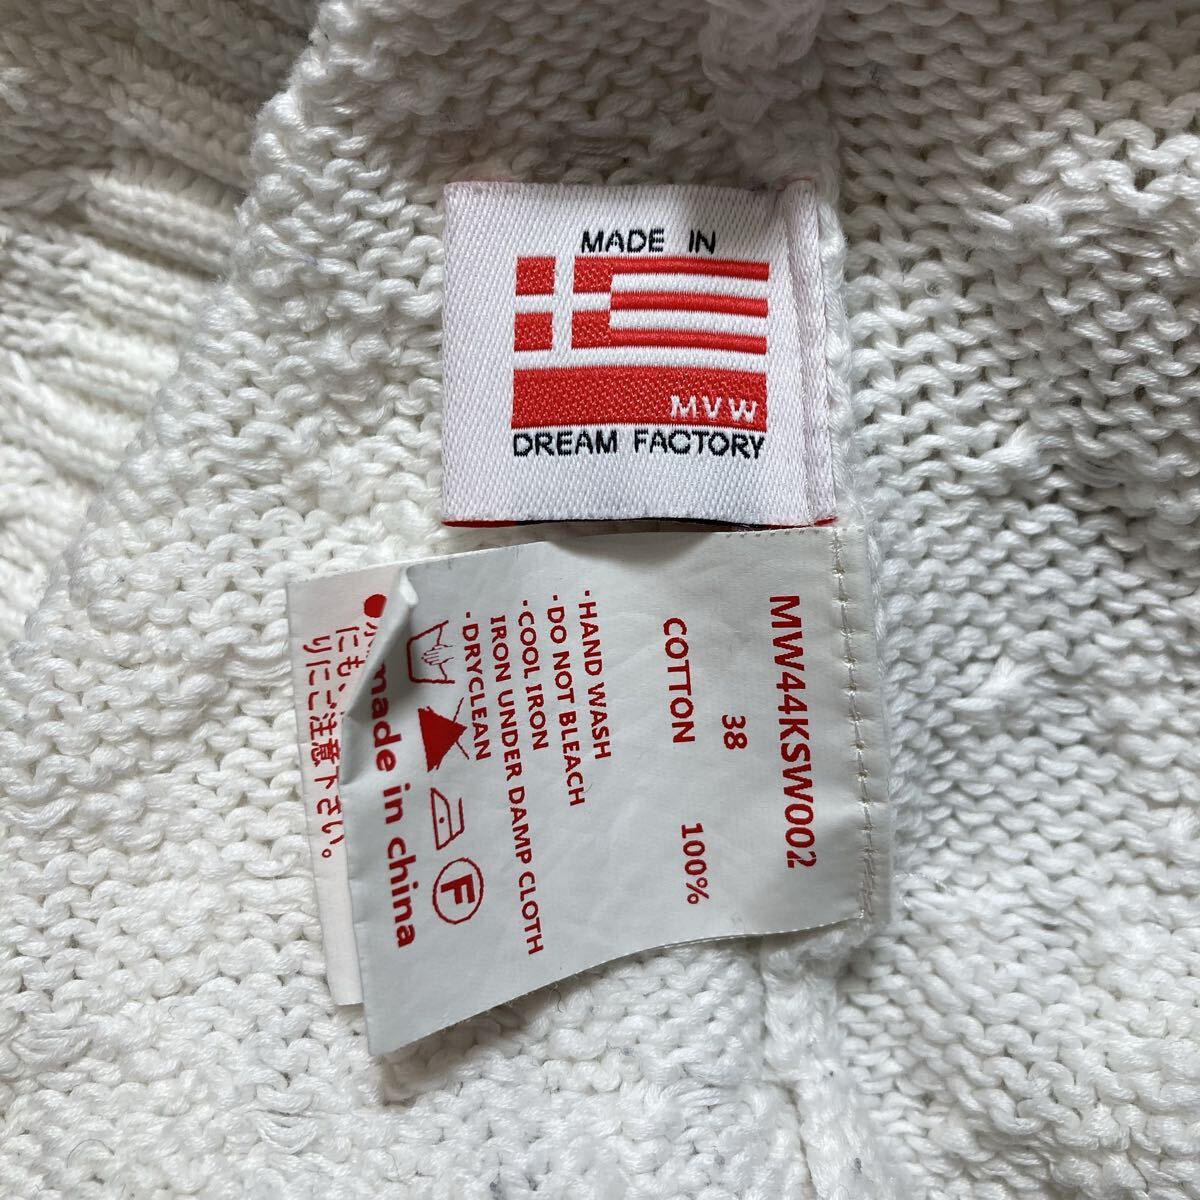 MADE IN
MVW
DREAM FACTORY
MW44KSW002
38
COTTON 100%
·HAND WASH
·DO NOT BLEACH
·COOL IRON
IRON UNDER DAMP CLOTH
·DRYCLEAN
F
made in china
●
にも、
りにご注意下さい。